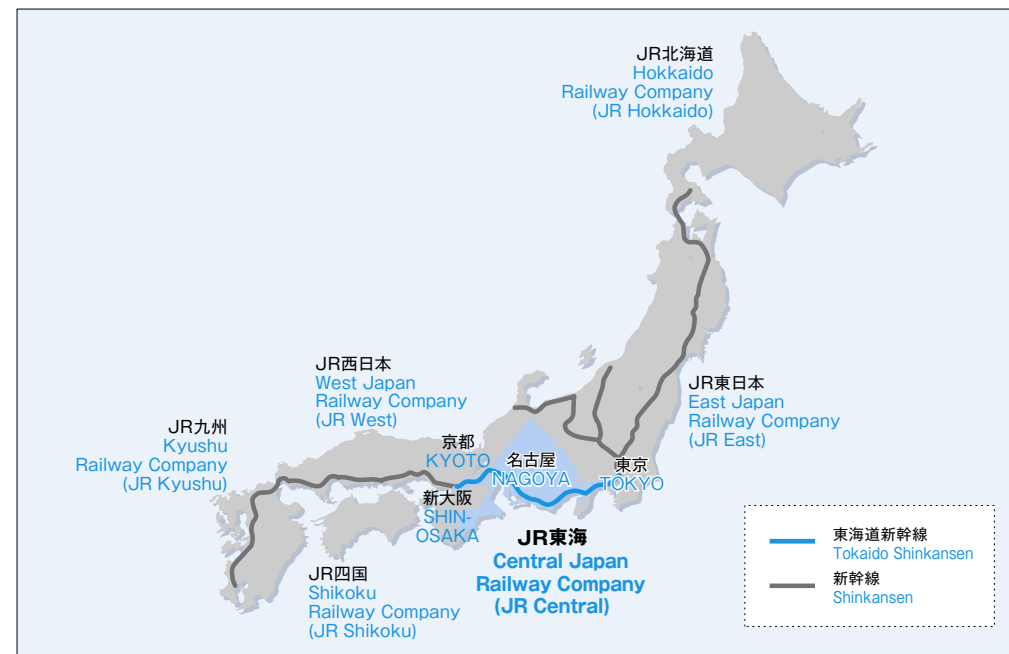 JR北海道
Hokkaido
Railway Company
(JR Hokkaido)
JR西日本
West Japan
Railway Company
(JR West)
JR東日本
East Japan
Railway Company
(JR East)
JR九州
Kyushu
Railway Company
(JR Kyushu)
京都
KYOTO
名古屋
NAGOYA
東京
TOKYO
新大阪
SHIN-
OSAKA
JR東海
Central Japan
Railway Company
(JR Central)
JR四国
Shikoku
Railway Company
(JR Shikoku)
東海道新幹線
Tokaido Shinkansen
新幹線
Shinkansen